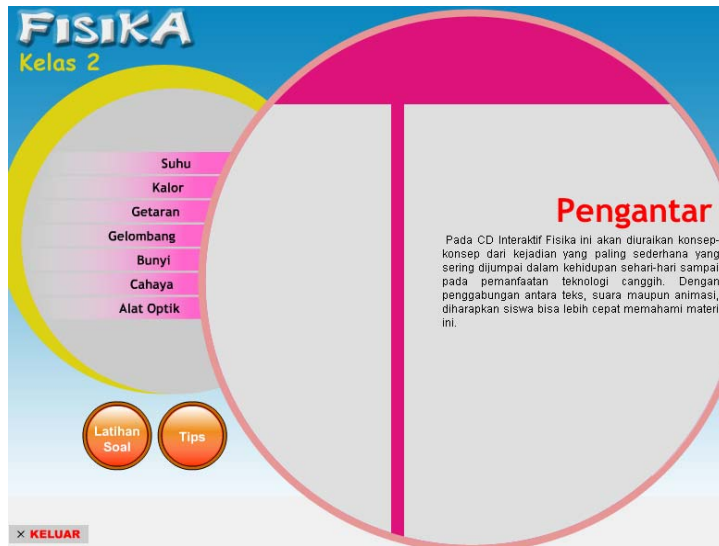 FISIKA
Kelas 2
Suhu
Kalor
Getaran
Gelombang
Bunyi
Cahaya
Alat Optik
Latihan
Soal
Tips
× KELUAR
Pengantar
Pada CD Interaktif Fisika ini akan diuraikan konsep-
konsep dari kejadian yang paling sederhana yang
sering dijumpai dalam kehidupan sehari-hari sampai
pada pemanfaatan teknologi canggih. Dengan
penggabungan antara teks, suara maupun animasi,
diharapkan siswa bisa lebih cepat memahami materi
ini.